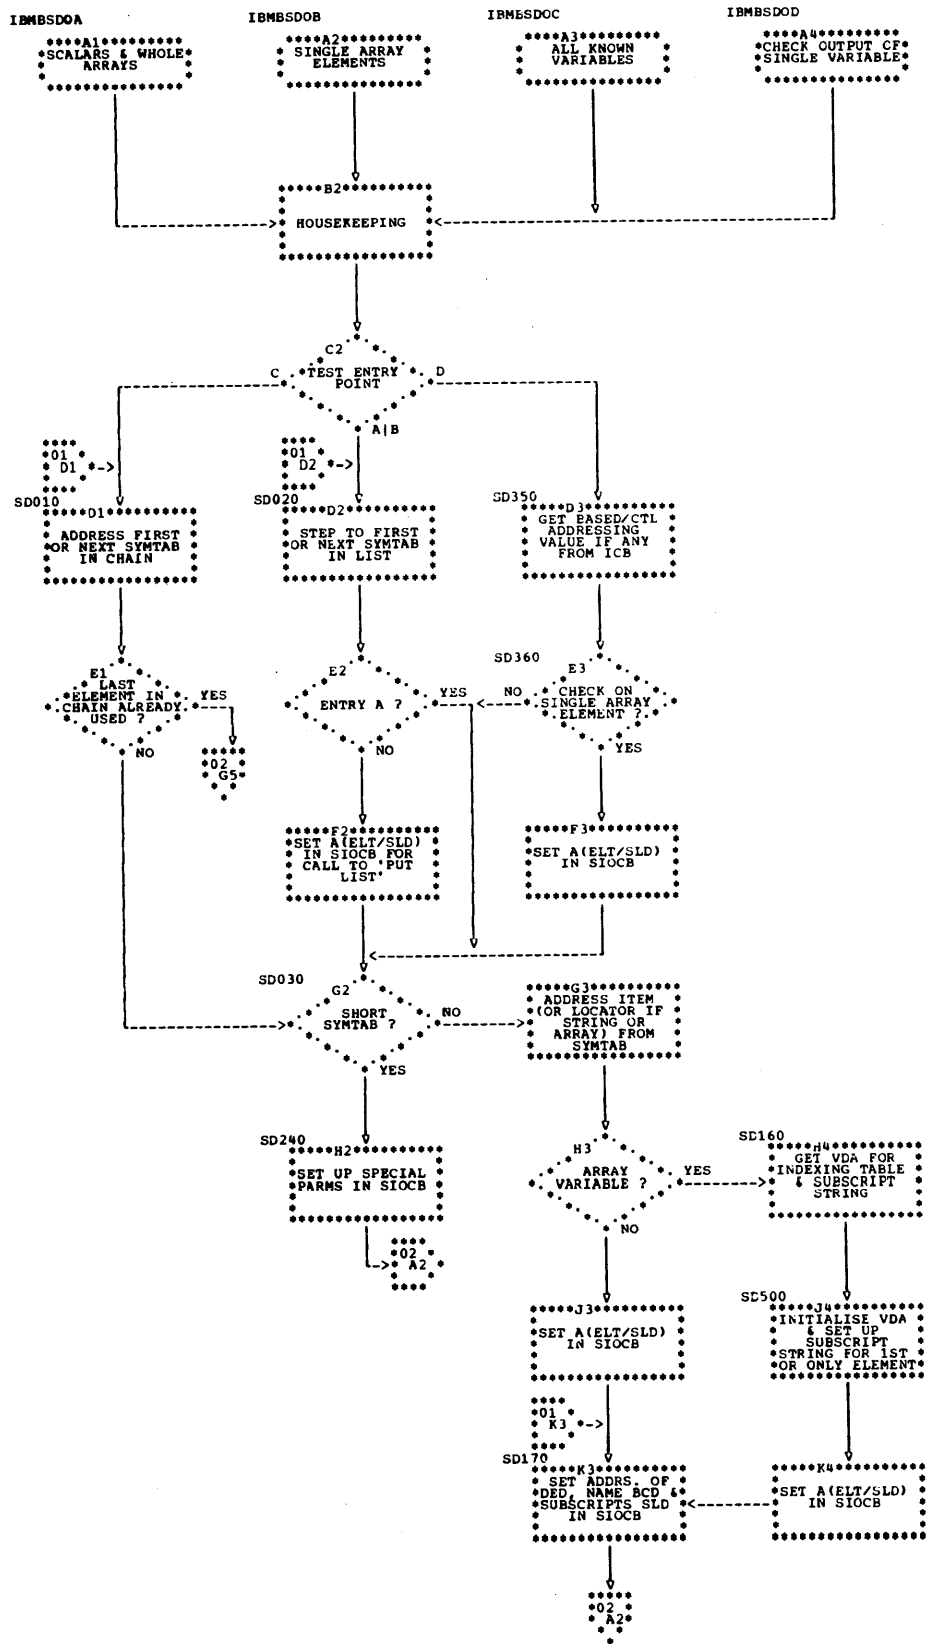 IBMBSDOA
IBMBSDOB
IBMBSDOC
IBMBSDOD
A1
SCALARS & WHOLE
ARRAYS
A2
SINGLE ARRAY
ELEMENTS
A3
ALL KNOWN
VARIABLES
A4
CHECK OUTPUT CF
SINGLE VARIABLE
B2
HOUSEKEEPING
C2
TEST ENTRY
POINT
C
D
A|B
01
D1
01
D2
SD010
D1
ADDRESS FIRST
OR NEXT SYMTAB
IN CHAIN
SD020
D2
STEP TO FIRST
OR NEXT SYMTAB
IN LIST
SD350
D3
GET BASED/CTL
ADDRESSING
VALUE IF ANY
FROM ICB
E1
LAST
ELEMENT IN
CHAIN ALREADY
USED ?
YES
NO
02
G5
E2
ENTRY A ?
YES
NO
SD360
E3
CHECK ON
SINGLE ARRAY
ELEMENT ?
NO
YES
F2
SET A(ELT/SLD)
IN SIOCB FOR
CALL TO 'PUT
LIST'
F3
SET A(ELT/SLD)
IN SIOCB
SD030
G2
SHORT
SYMTAB ?
NO
YES
G3
ADDRESS ITEM
(OR LOCATOR IF
STRING OR
ARRAY) FROM
SYMTAB
SD240
H2
SET UP SPECIAL
PARMS IN SIOCB
02
A2
H3
ARRAY
VARIABLE ?
YES
NO
SD160
H4
GET VDA FOR
INDEXING TABLE
& SUBSCRIPT
STRING
J3
SET A(ELT/SLD)
IN SIOCB
SD500
J4
INITIALISE VDA
& SET UP
SUBSCRIPT
STRING FOR 1ST
OR ONLY ELEMENT
01
K3
SD170
K3
SET ADDRS. OF
DED, NAME BCD &
SUBSCRIPTS SLD
IN SIOCB
K4
SET A(ELT/SLD)
IN SIOCB
02
A2